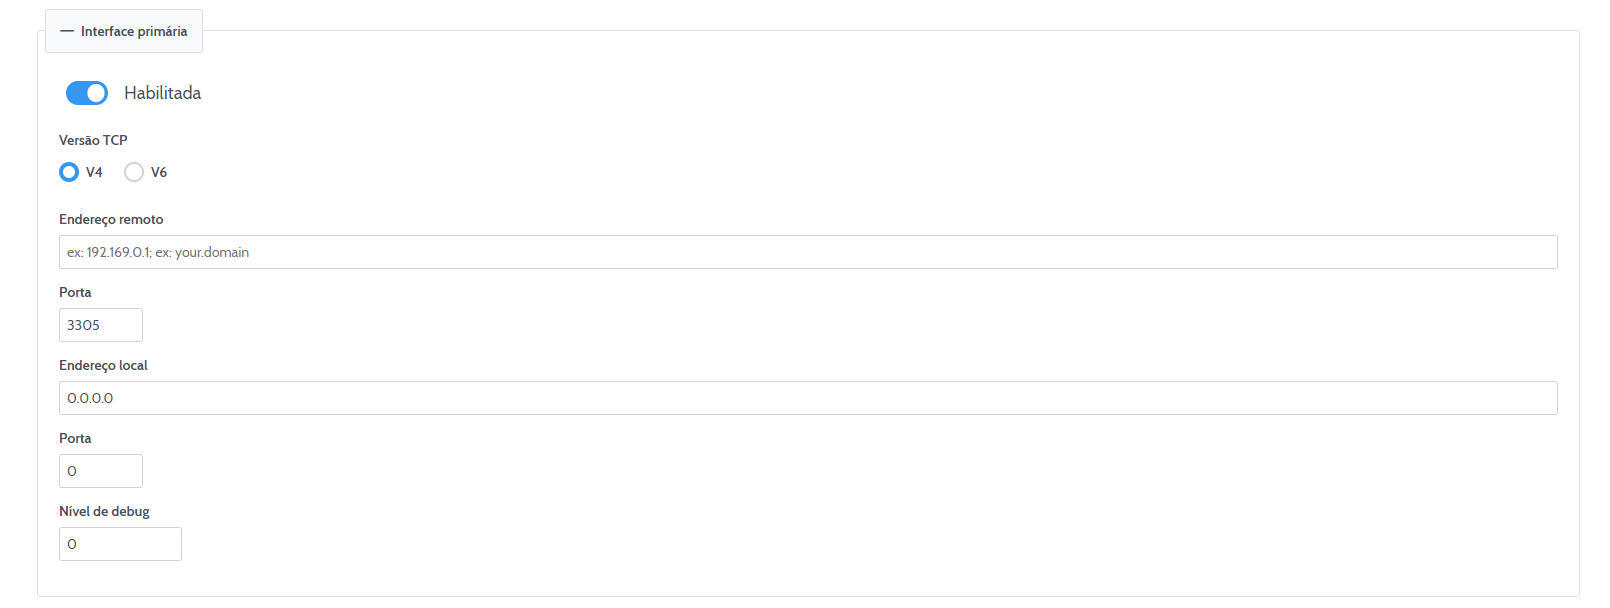 — Interface primária
Habilitada
Versão TCP
V4 V6
Endereço remoto
ex: 192.169.0.1; ex: your.domain
Porta
3305
Endereço local
0.0.0.0
Porta
0
Nível de debug
0